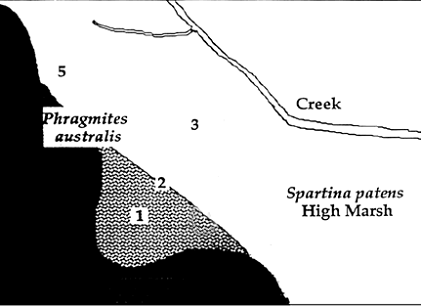 5
Creek
Phragmites
australis
3
2
1
Spartina patens
High Marsh